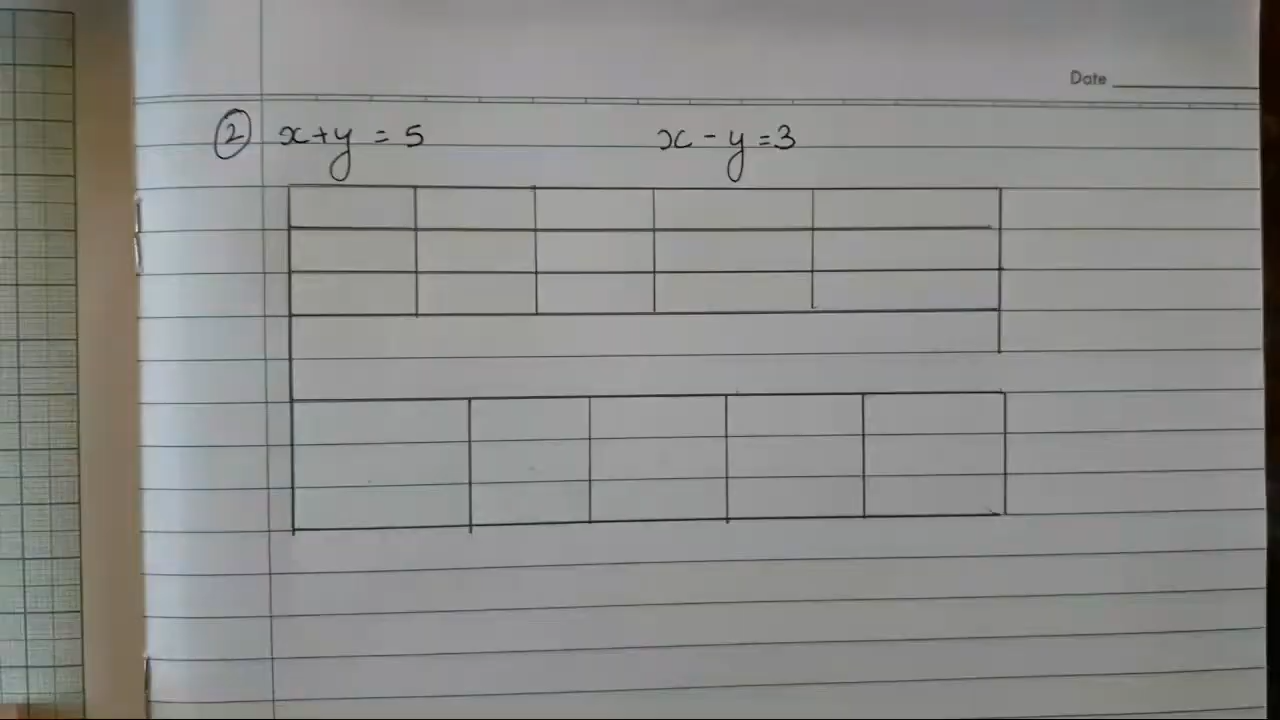 Date
② x+y = 5 x - y = 3